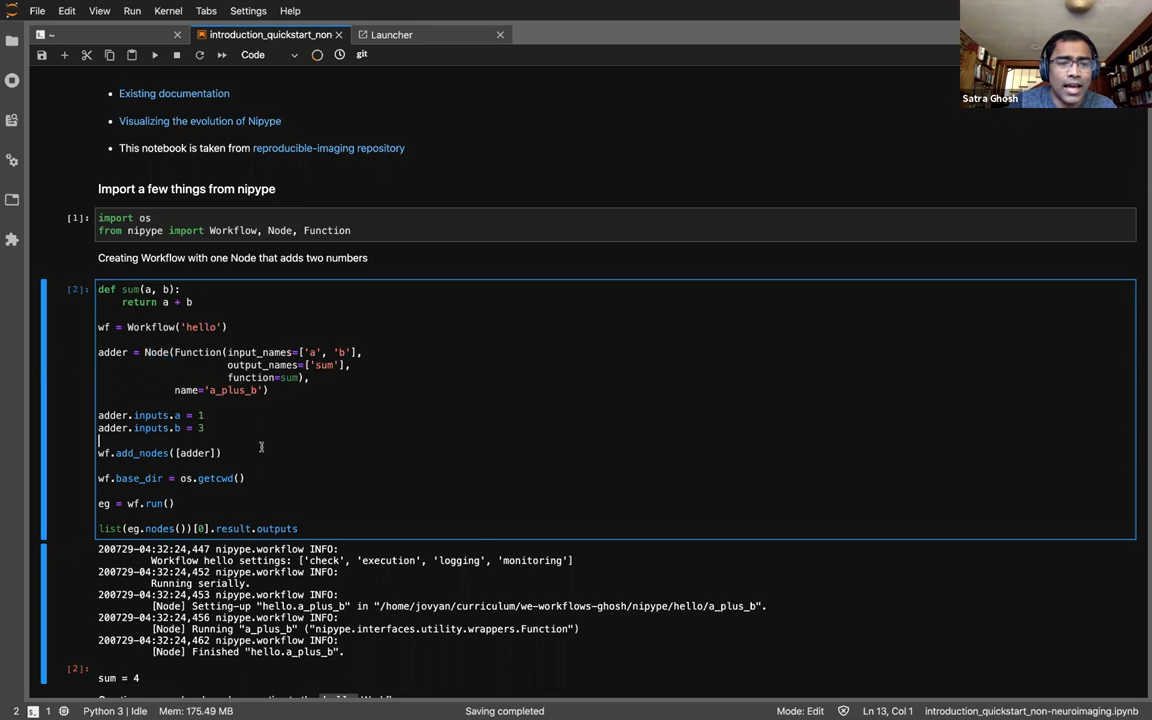 File Edit View Run Kernel Tabs Settings Help
~ introduction_quickstart_non- Launcher
Code git
Satra Ghosh
• Existing documentation
• Visualizing the evolution of Nipype
• This notebook is taken from reproducible-imaging repository
Import a few things from nipype
[1]: import os
from nipype import Workflow, Node, Function
Creating Workflow with one Node that adds two numbers
[2]: def sum(a, b):
return a + b
wf = Workflow('hello')
adder = Node(Function(input_names=['a', 'b'],
output_names=['sum'],
function=sum),
name='a_plus_b')
adder.inputs.a = 1
adder.inputs.b = 3
wf.add_nodes([adder])
wf.base_dir = os.getcwd()
eg = wf.run()
list(eg.nodes())[0].result.outputs
200729-04:32:24,447 nipype.workflow INFO:
Workflow hello settings: ['check', 'execution', 'logging', 'monitoring']
200729-04:32:24,452 nipype.workflow INFO:
Running serially.
200729-04:32:24,453 nipype.workflow INFO:
[Node] Setting-up "hello.a_plus_b" in "/home/jovyan/curriculum/we-workflows-ghosh/nipype/hello/a_plus_b".
200729-04:32:24,456 nipype.workflow INFO:
[Node] Running "a_plus_b" ("nipype.interfaces.utility.wrappers.Function")
200729-04:32:24,462 nipype.workflow INFO:
[Node] Finished "hello.a_plus_b".
[2]:
sum = 4
2 1 Python 3 | Idle Mem: 175.49 MB Saving completed Mode: Edit Ln 13, Col 1 introduction_quickstart_non-neuroimaging.ipynb